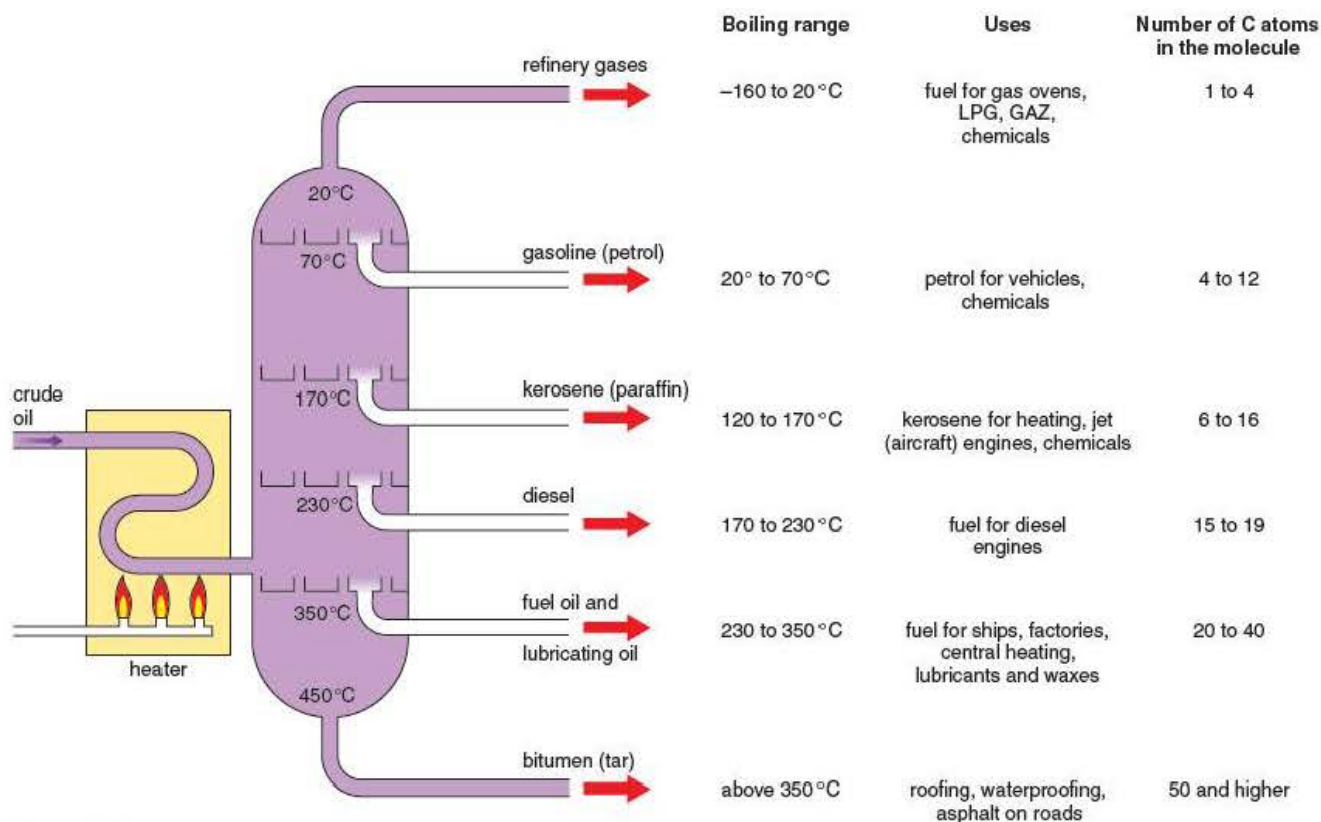 Boiling range
Uses
Number of C atoms
in the molecule
refinery gases
–160 to 20 °C
fuel for gas ovens,
LPG, GAZ,
chemicals
1 to 4
20°C
gasoline (petrol)
70°C
20° to 70 °C
petrol for vehicles,
chemicals
4 to 12
crude
oil
kerosene (paraffin)
170°C
120 to 170 °C
kerosene for heating, jet
(aircraft) engines, chemicals
6 to 16
diesel
230°C
170 to 230 °C
fuel for diesel
engines
15 to 19
fuel oil and
lubricating oil
350°C
230 to 350 °C
fuel for ships, factories,
central heating,
lubricants and waxes
20 to 40
heater
450°C
bitumen (tar)
above 350 °C
roofing, waterproofing,
asphalt on roads
50 and higher